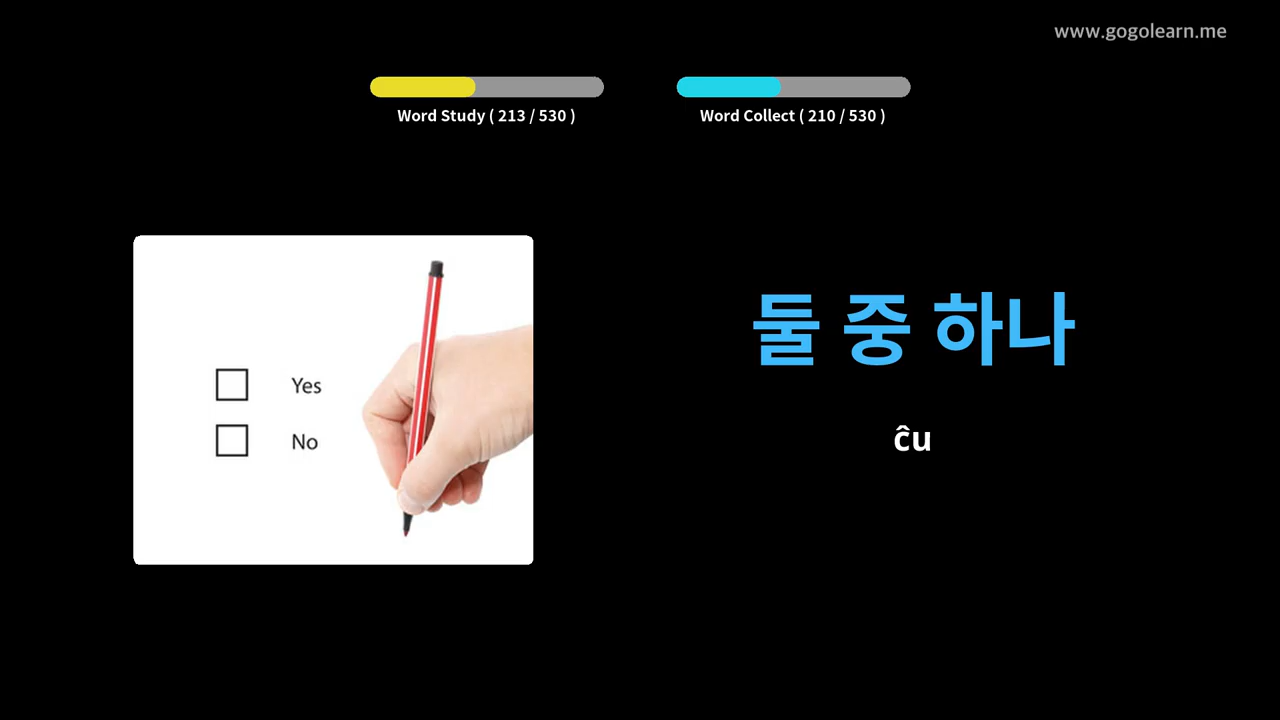 www.gogolearn.me
Word Study ( 213 / 530 )
Word Collect ( 210 / 530 )
Yes
No
둘 중 하나
ĉu